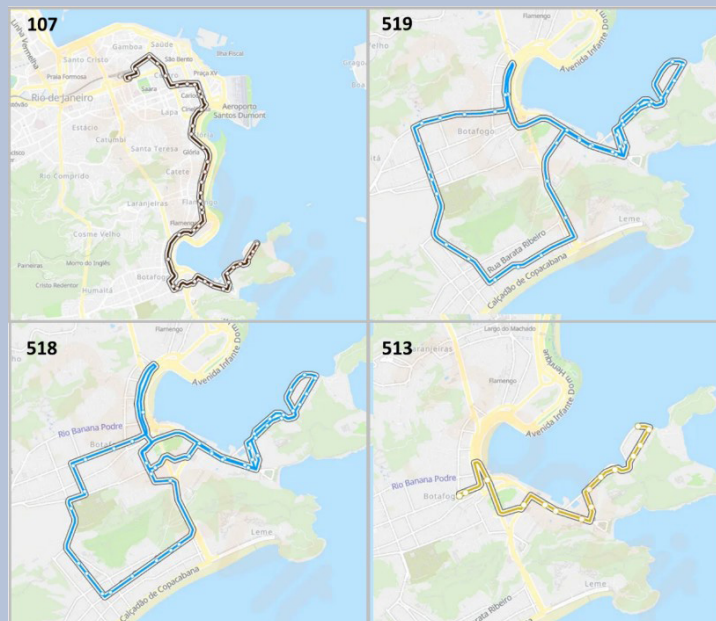 107
Linha Vermelha
Gamboa
Saúde
Santo Cristo
São Bento
Ilha Fiscal
Praia Formosa
Praça XV
Rio de Janeiro
Saara
Aeroporto
Santos Dumont
Lapa
Estácio
Catumbi
Santa Teresa
Glória
Rio Comprido
Catete
Laranjeiras
Flamengo
Cosme Velho
Paineiras
Morro do Inglês
Cristo Redentor
Botafogo
Humaitá
519
Flamengo
Avenida Infante Dom
Botafogo
Leme
Rua Barata Ribeiro
Calçadão de Copacabana
518
Flamengo
Avenida Infante Dom
Rio Banana Podre
Leme
Calçadão de Copacabana
513
Largo do Machado
Laranjeiras
Flamengo
Avenida Infante Dom Henrique
Rio Banana Podre
Botafogo
Leme
Rua Barata Ribeiro